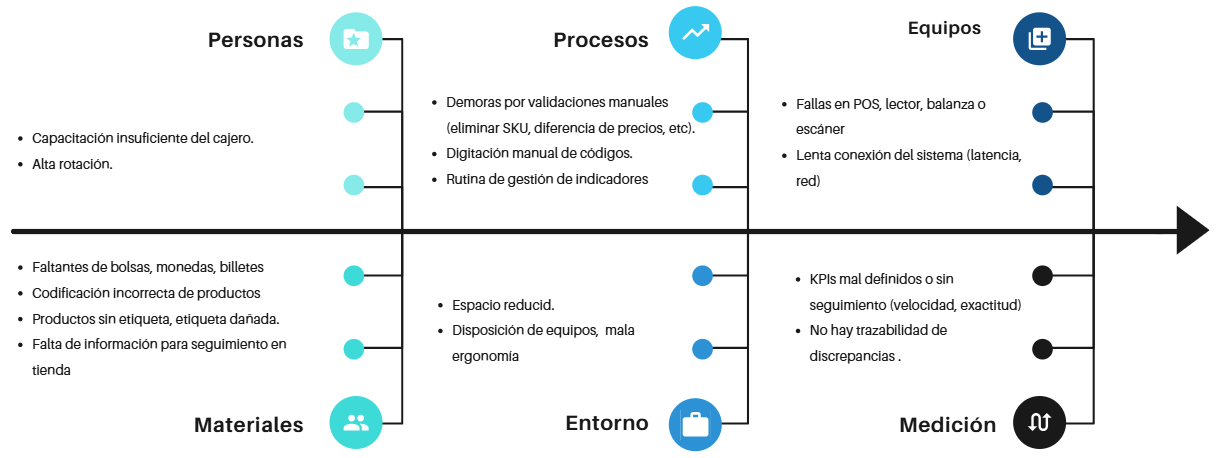 Personas
• Capacitación insuficiente del cajero.
• Alta rotación.
Procesos
• Demoras por validaciones manuales
(eliminar SKU, diferencia de precios, etc).
• Digitación manual de códigos.
• Rutina de gestión de indicadores
Equipos
• Fallas en POS, lector, balanza o
escáner
• Lenta conexión del sistema (latencia,
red)
• Faltantes de bolsas, monedas, billetes
• Codificación incorrecta de productos
• Productos sin etiqueta, etiqueta dañada.
• Falta de información para seguimiento en
tienda
Materiales
• Espacio reducid.
• Disposición de equipos, mala
ergonomía
Entorno
• KPIs mal definidos o sin
seguimiento (velocidad, exactitud)
• No hay trazabilidad de
discrepancias .
Medición